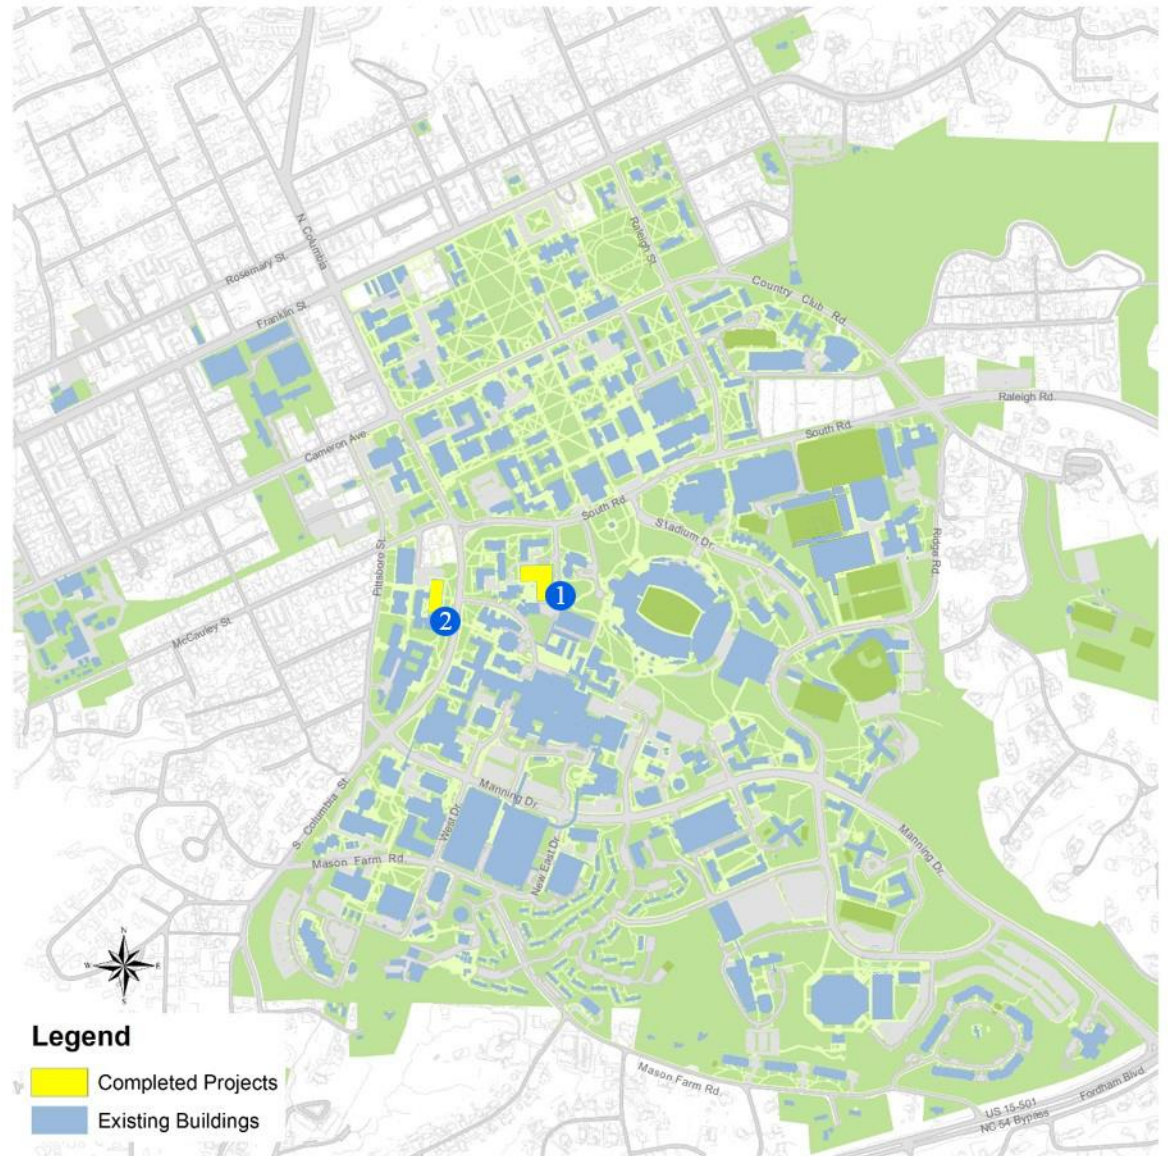 N. Columbia
Rosemary St.
Raleigh St.
Franklin St.
Country Club Rd.
Raleigh Rd.
South Rd.
Cameron Ave.
South Rd.
Stadium Dr.
Ridge Rd.
Pittsboro St.
1
2
McCauley St.
Manning Dr.
S. Columbia St.
West Dr.
Manning Dr.
Mason Farm Rd.
New East Dr.
N
W
E
S
Legend
Completed Projects
Existing Buildings
Mason Farm Rd.
Fordham Blvd.
US 15-501
NC 54 Bypass